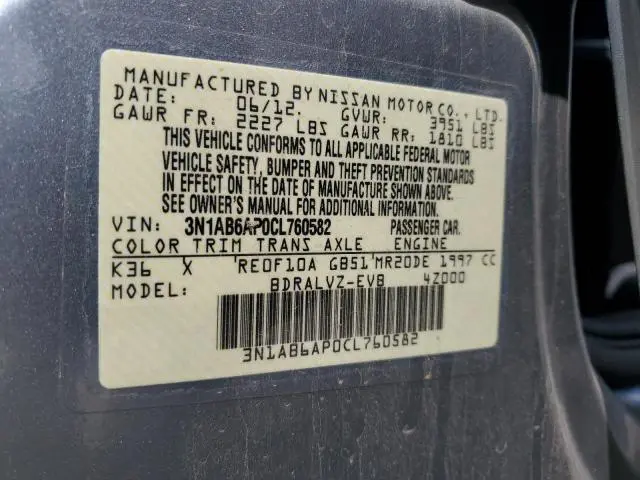 MANUFACTURED BY NISSAN MOTOR CO., LTD.
DATE: 06/12. GVWR: 3951 LBS
GAWR FR: 2227 LBS GAWR RR: 1810 LBS
THIS VEHICLE CONFORMS TO ALL APPLICABLE FEDERAL MOTOR
VEHICLE SAFETY, BUMPER AND THEFT PREVENTION STANDARDS
IN EFFECT ON THE DATE OF MANUFACTURE SHOWN ABOVE.
SEE OWNER'S MANUAL FOR ADDITIONAL INFORMATION.
VIN: 3N1AB6AP0CL760582 PASSENGER CAR.
COLOR TRIM TRANS AXLE ENGINE
K36 X RE0F10A GB51 MR20DE 1997 CC
MODEL: BDRALVZ-EVB 4Z000
3N1AB6AP0CL760582